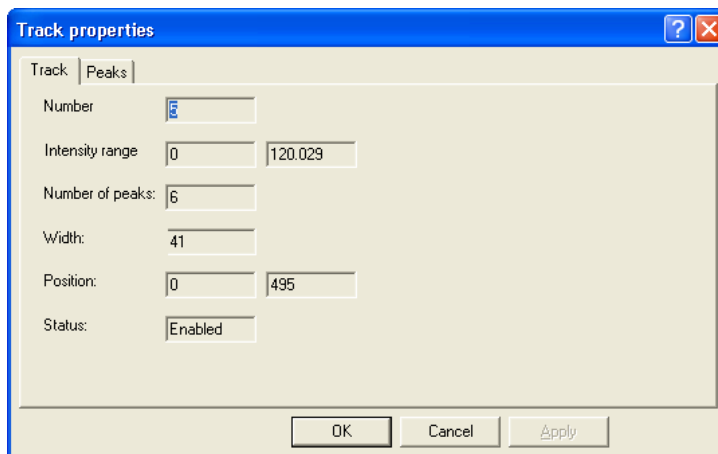 Track properties
Track Peaks
Number 5
Intensity range 0 120.029
Number of peaks: 6
Width: 41
Position: 0 495
Status: Enabled
OK Cancel Apply